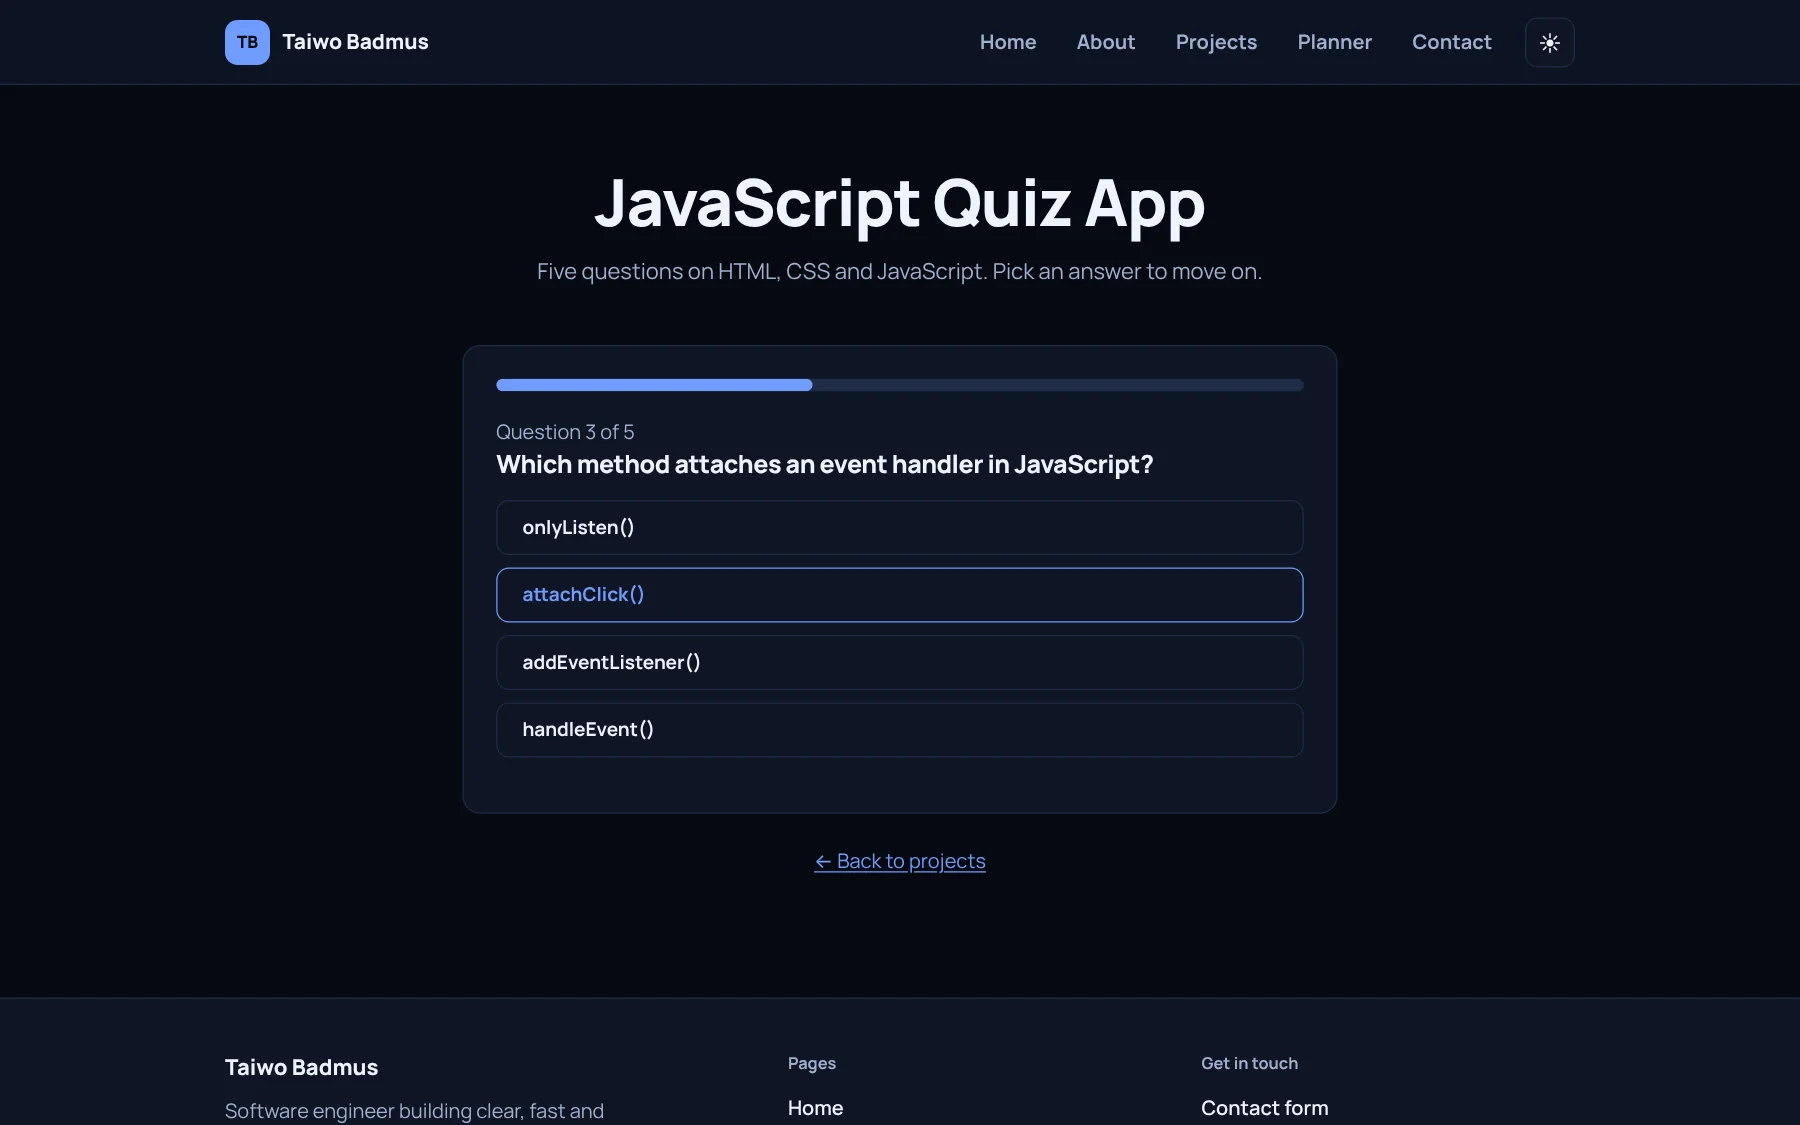 TB
Taiwo Badmus
Home
About
Projects
Planner
Contact
JavaScript Quiz App
Five questions on HTML, CSS and JavaScript. Pick an answer to move on.
Question 3 of 5
Which method attaches an event handler in JavaScript?
onlyListen()
attachClick()
addEventListener()
handleEvent()
← Back to projects
Taiwo Badmus
Software engineer building clear, fast and
Pages
Home
Get in touch
Contact form